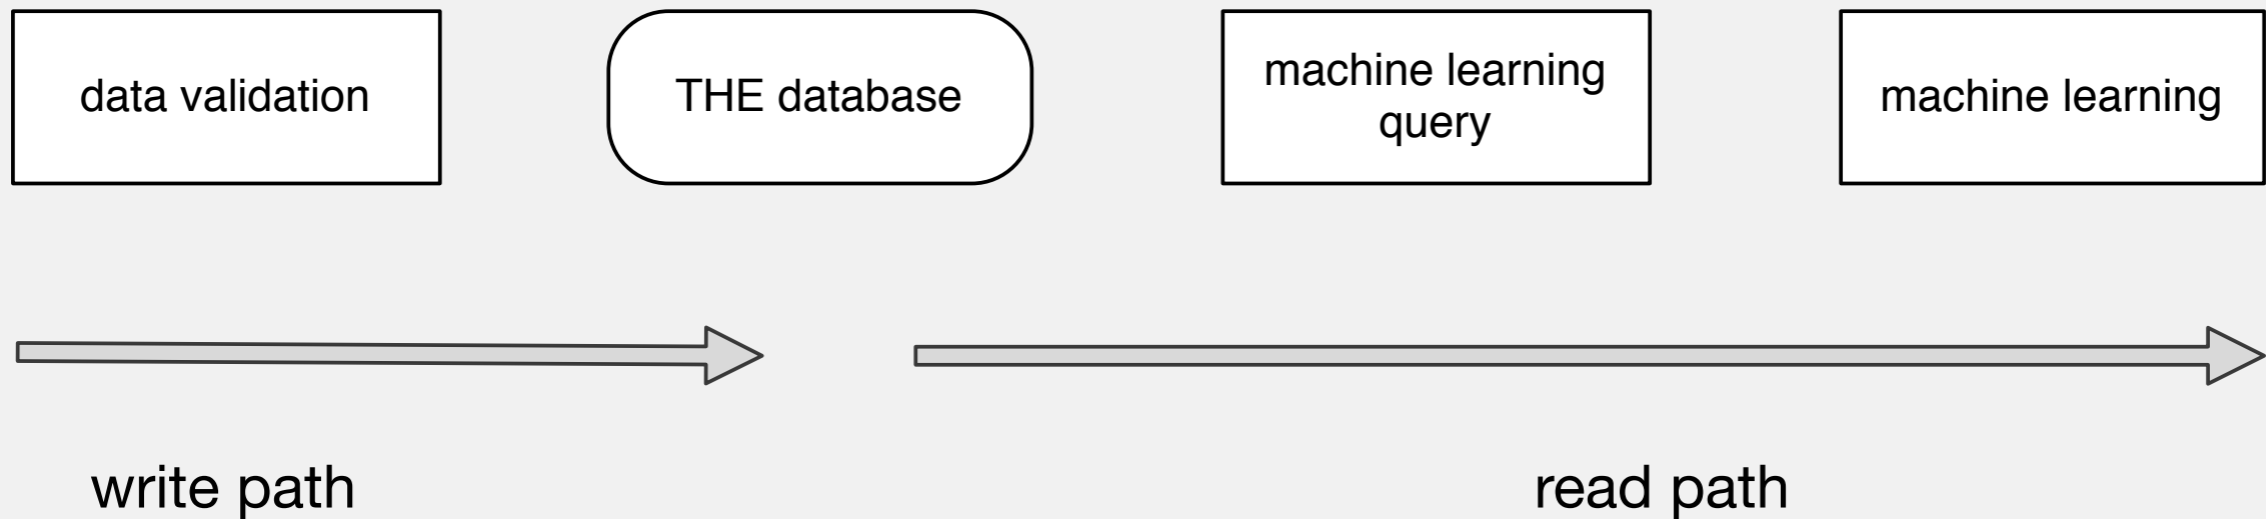 data validation
THE database
machine learning
query
machine learning
write path
read path